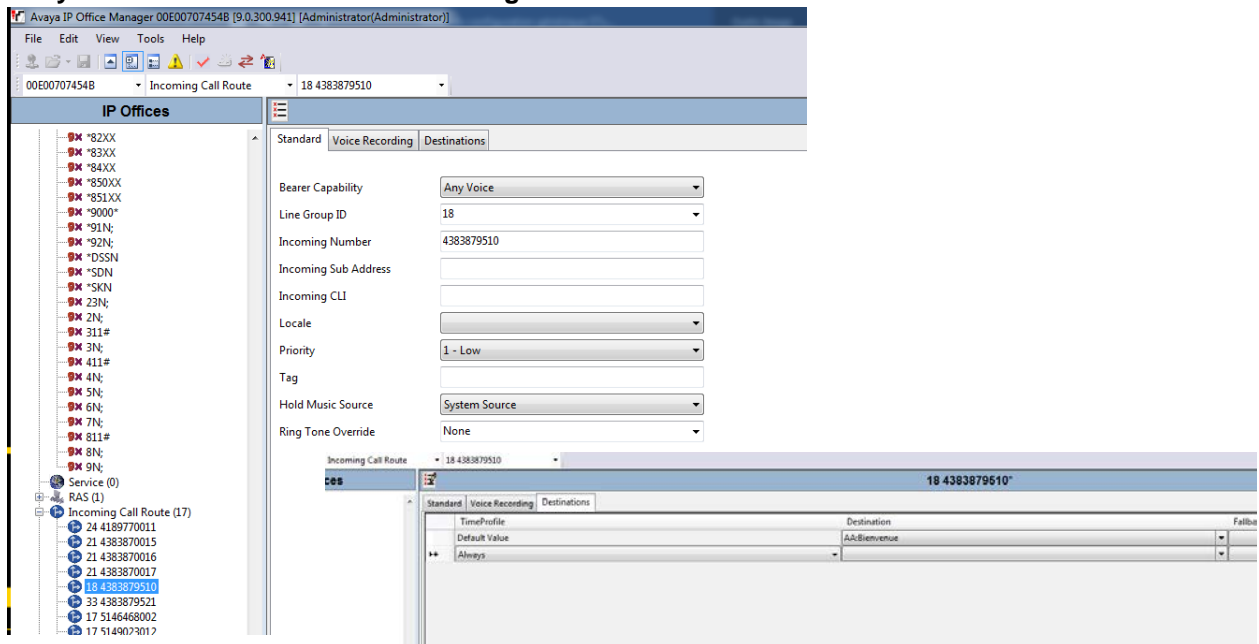 Avaya IP Office Manager 00E00707454B [9.0.300.941] [Administrator(Administrator)]
File Edit View Tools Help
00E00707454B Incoming Call Route 18 4383879510
IP Offices
*82XX
*83XX
*84XX
*850XX
*851XX
*9000*
*91N;
*92N;
*DSSN
*SDN
*SKN
23N;
2N;
311#
3N;
411#
4N;
5N;
6N;
7N;
811#
8N;
9N;
Service (0)
RAS (1)
Incoming Call Route (17)
24 4189770011
21 4383870015
21 4383870016
21 4383870017
18 4383879510
33 4383879521
17 5146468002
17 5149023012
Standard Voice Recording Destinations
Bearer Capability Any Voice
Line Group ID 18
Incoming Number 4383879510
Incoming Sub Address
Incoming CLI
Locale
Priority 1 - Low
Tag
Hold Music Source System Source
Ring Tone Override None
Incoming Call Route 18 4383879510
ces 18 4383879510*
Standard Voice Recording Destinations
TimeProfile Destination Fallba
Default Value AA:Bienvenue
Always